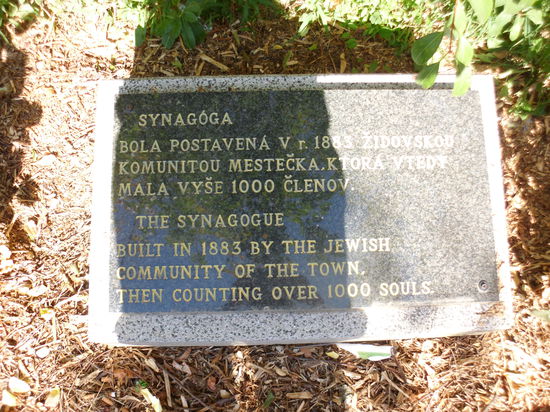 SYNAGÓGA
BOLA POSTAVENÁ V r. 1883 ŽIDOVSKOU
KOMUNITOU MESTEČKA, KTORÁ VTEDY
MALA VYŠE 1000 ČLENOV.
THE SYNAGOGUE
BUILT IN 1883 BY THE JEWISH
COMMUNITY OF THE TOWN,
THEN COUNTING OVER 1000 SOULS.